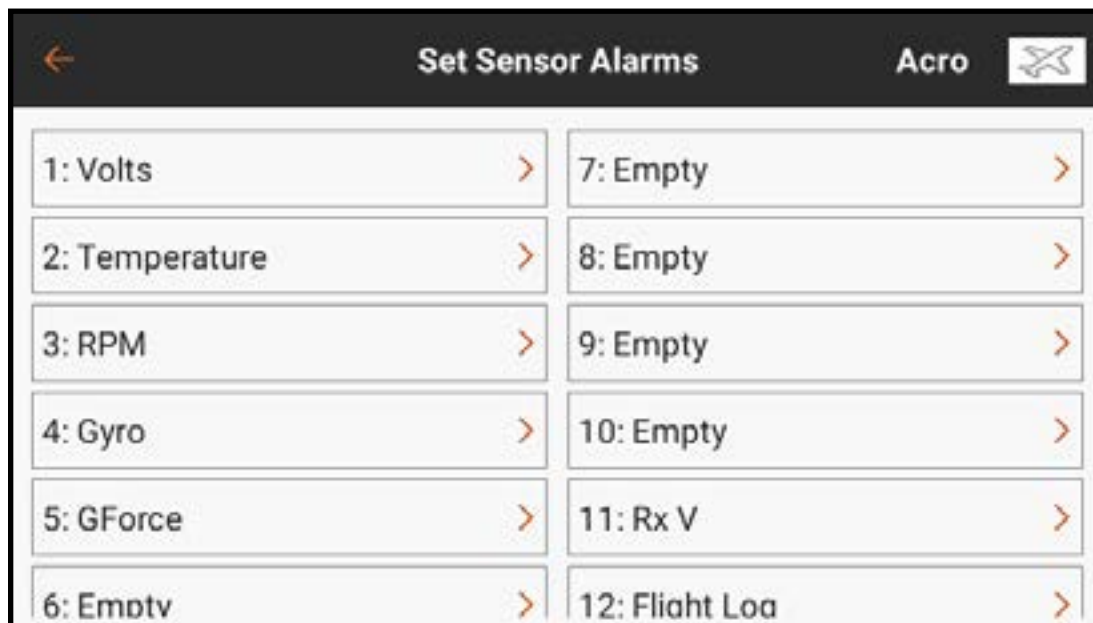 Set Sensor Alarms Acro
1: Volts
2: Temperature
3: RPM
4: Gyro
5: GForce
6: Empty
7: Empty
8: Empty
9: Empty
10: Empty
11: Rx V
12: Flight Log